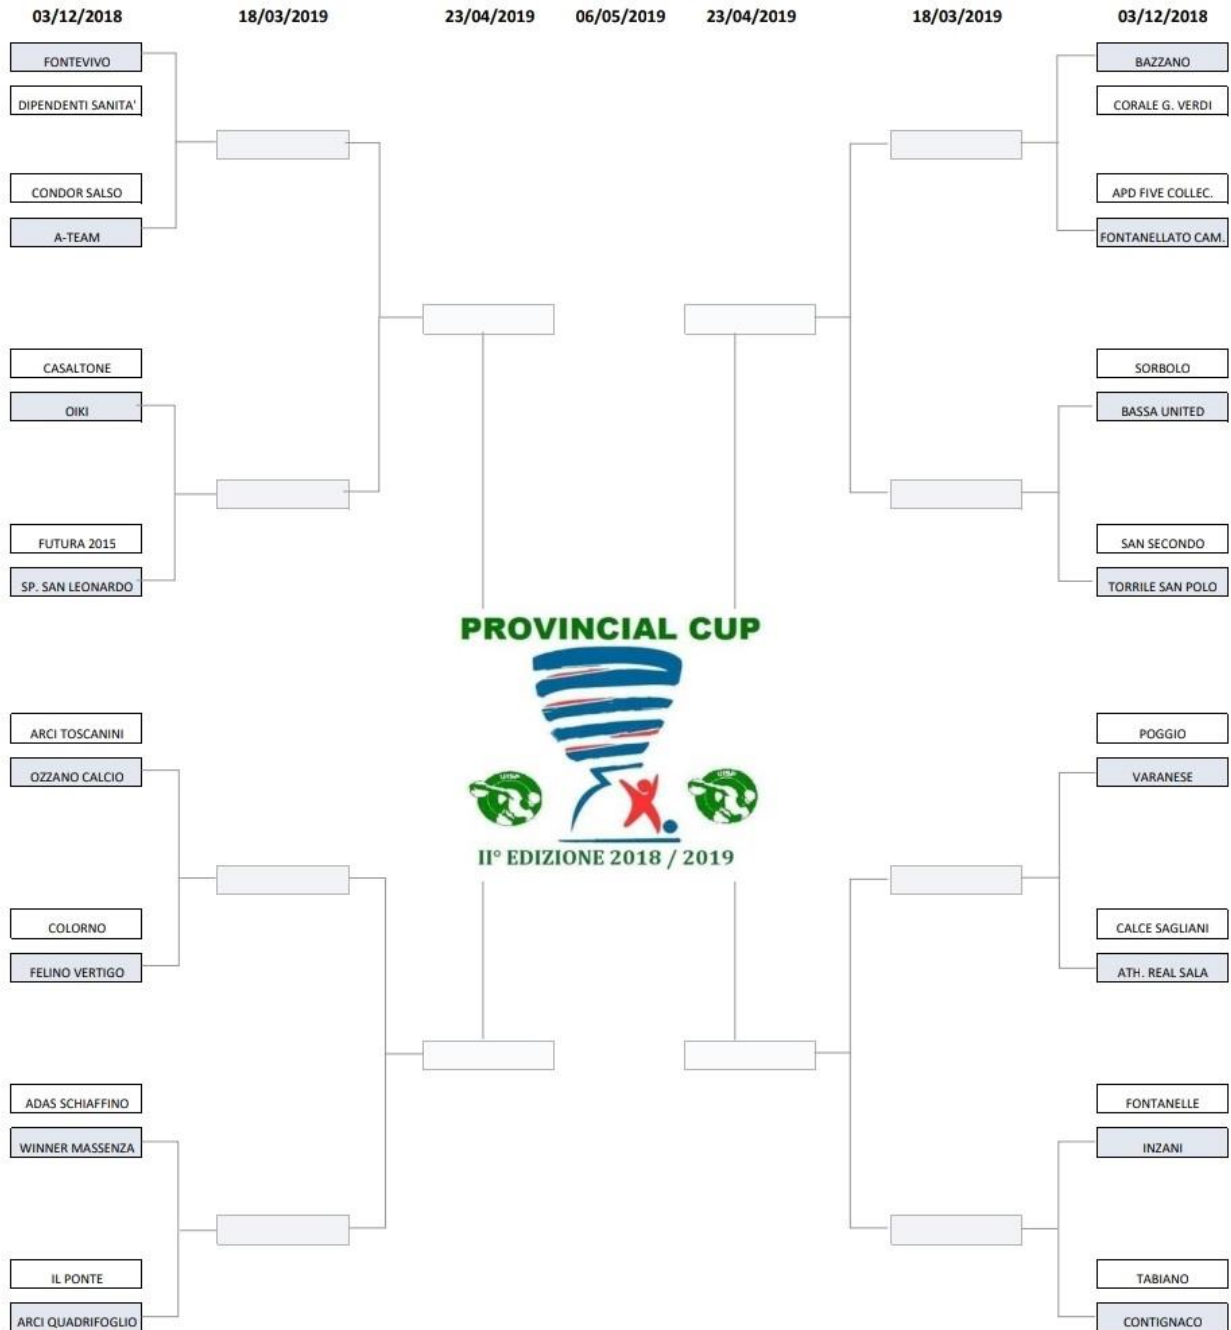 03/12/2018 18/03/2019 23/04/2019 06/05/2019 23/04/2019 18/03/2019 03/12/2018
FONTEVIVO
DIPENDENTI SANITA'
CONDOR SALSO
A-TEAM
CASALTONE
OIKI
FUTURA 2015
SP. SAN LEONARDO
ARCI TOSCANINI
OZZANO CALCIO
COLORNO
FELINO VERTIGO
ADAS SCHIAFFINO
WINNER MASSENZA
IL PONTE
ARCI QUADRIFOGLIO
PROVINCIAL CUP
UISP
UISP
II° EDIZIONE 2018 / 2019
BAZZANO
CORALE G. VERDI
APD FIVE COLLEC.
FONTANELLATO CAM.
SORBOLO
BASSA UNITED
SAN SECONDO
TORRILE SAN POLO
POGGIO
VARANESE
CALCE SAGLIANI
ATH. REAL SALA
FONTANELLE
INZANI
TABIANO
CONTIGNACO